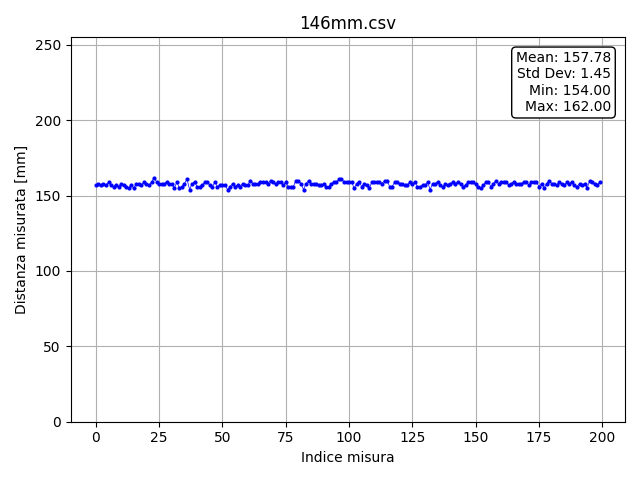 146mm.csv
Mean: 157.78
Std Dev: 1.45
Min: 154.00
Max: 162.00
Distanza misurata [mm]
250
200
150
100
50
0
0 25 50 75 100 125 150 175 200
Indice misura